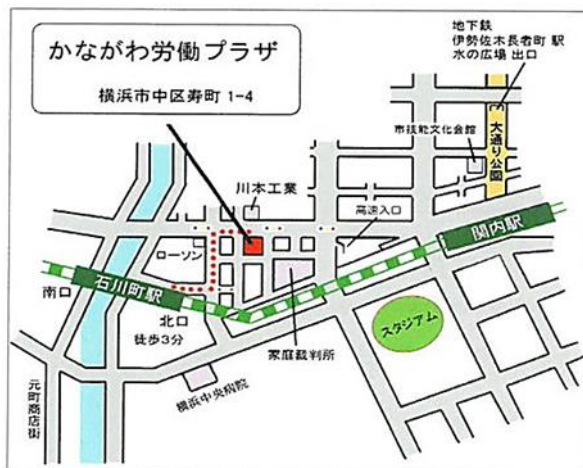 かながわ労働プラザ
横浜市中区寿町 1-4
地下鉄
伊勢佐木長者町 駅
水の広場 出口
市技能文化会館
大通り公園
川本工業
高速入口
関内駅
ローソン
石川町駅
南口
北口
徒歩3分
スタジアム
家庭裁判所
横浜中央病院
元町商店街